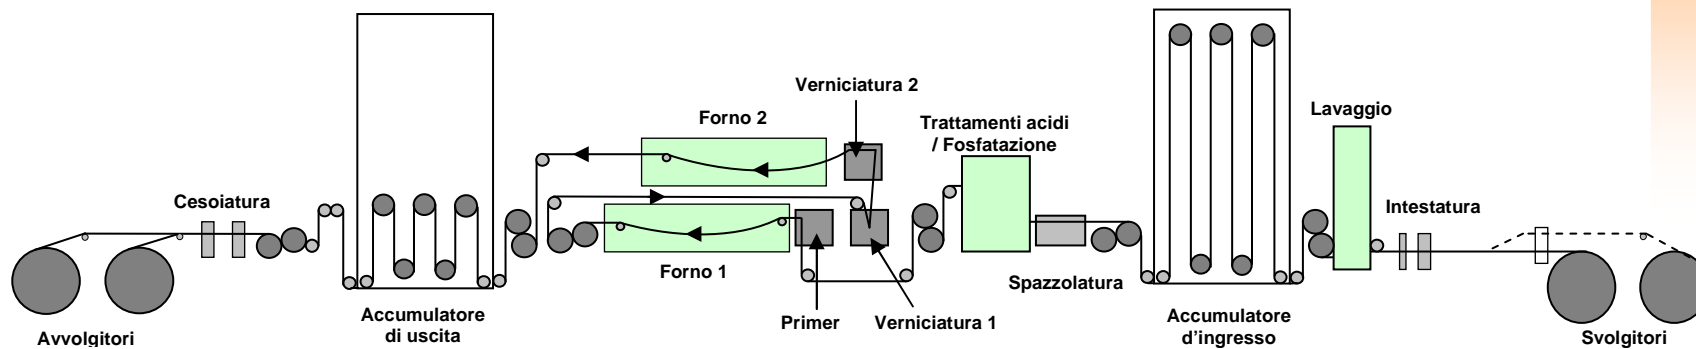 Verniciatura 2
Forno 2
Trattamenti acidi
/ Fosfatazione
Lavaggio
Cesoiatura
Intestatura
Forno 1
Spazzolatura
Accumulatore
di uscita
Primer
Verniciatura 1
Accumulatore
d'ingresso
Avvolgitori
Svolgitori